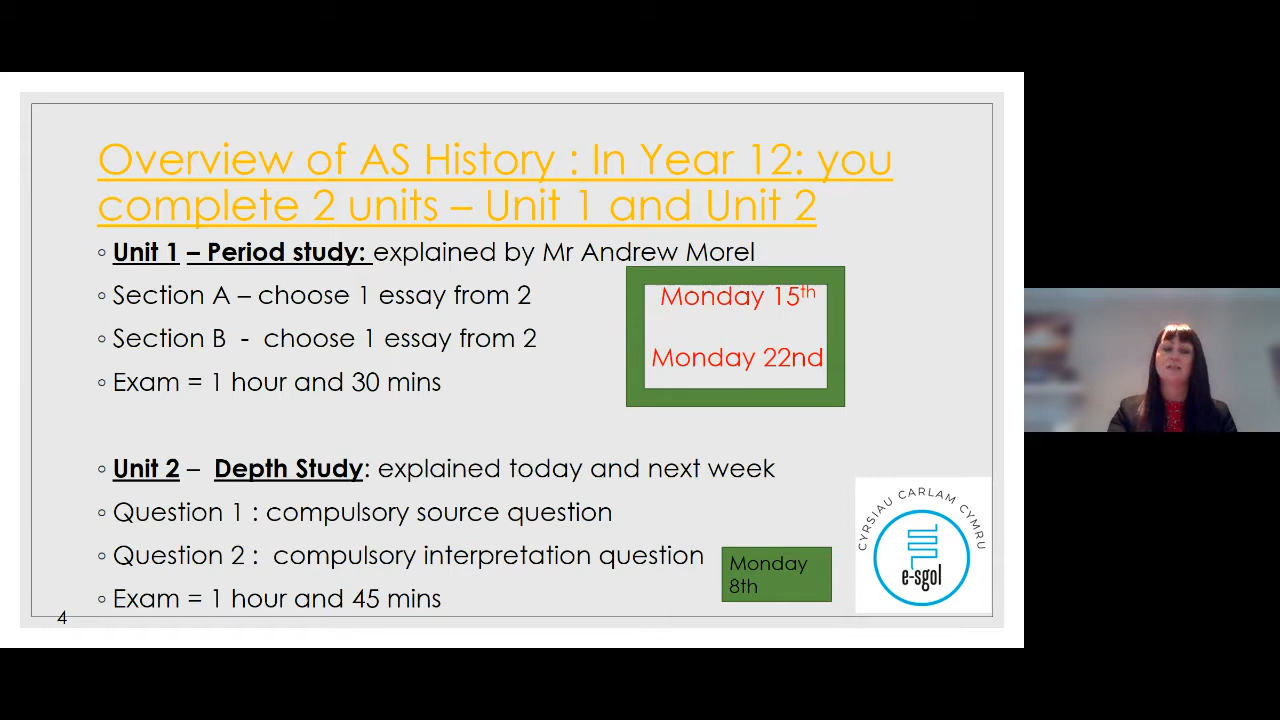 Overview of AS History : In Year 12: you
complete 2 units – Unit 1 and Unit 2
◦ Unit 1 – Period study: explained by Mr Andrew Morel
◦ Section A – choose 1 essay from 2
◦ Section B - choose 1 essay from 2
◦ Exam = 1 hour and 30 mins
Monday 15th
Monday 22nd
◦ Unit 2 – Depth Study: explained today and next week
◦ Question 1 : compulsory source question
◦ Question 2 : compulsory interpretation question
◦ Exam = 1 hour and 45 mins
Monday
8th
CYRSIAU CARLAM CYMRU
e-sgol
4